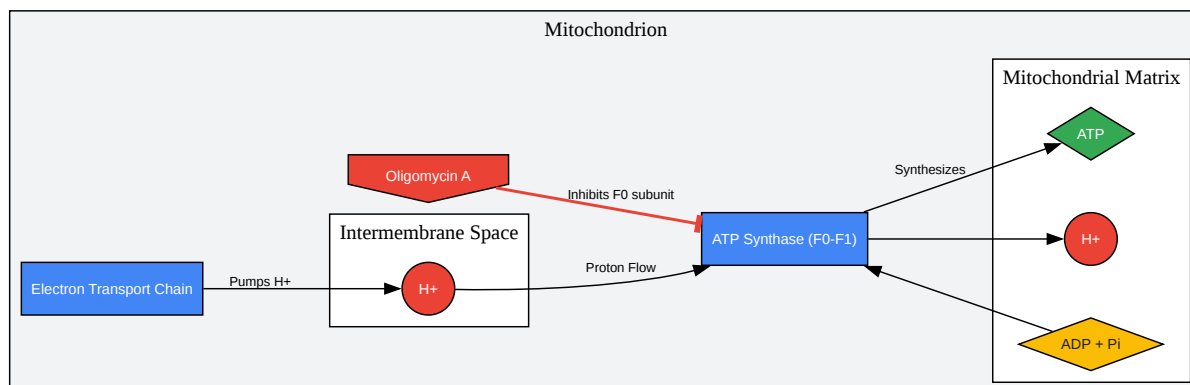 Mitochondrion
Mitochondrial Matrix
ATP
Oligomycin A
Synthesizes
Inhibits F0 subunit
Intermembrane Space
ATP Synthase (F0-F1)
H+
Proton Flow
Electron Transport Chain
Pumps H+
H+
ADP + Pi